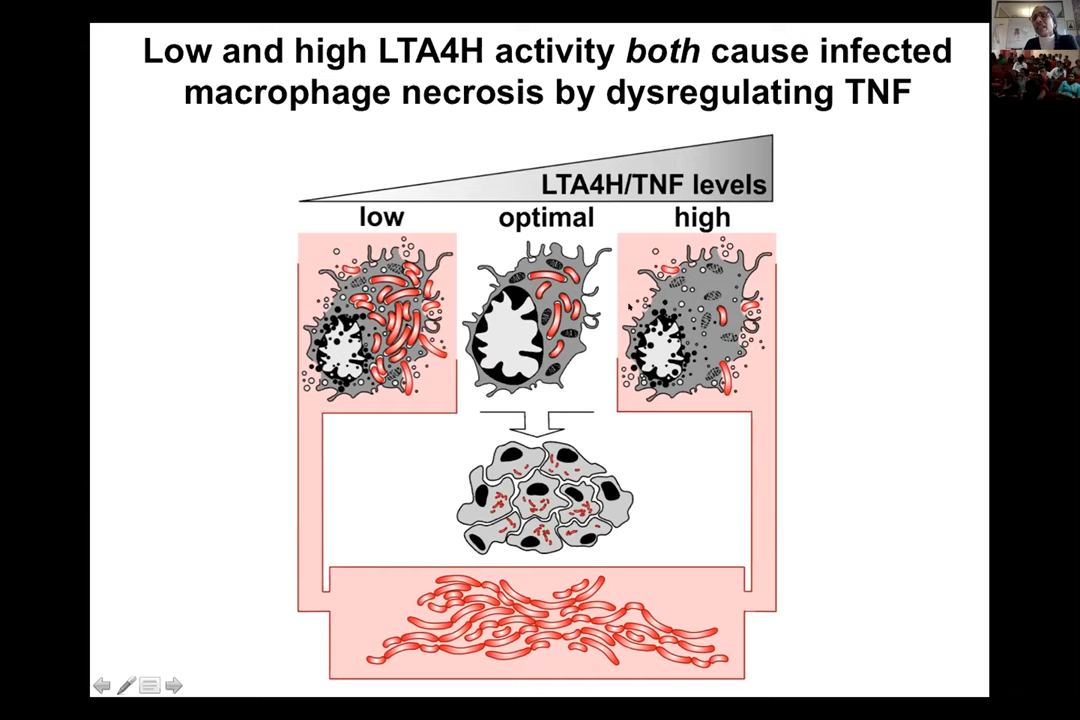 Low and high LTA4H activity both cause infected
macrophage necrosis by dysregulating TNF
LTA4H/TNF levels
low optimal high